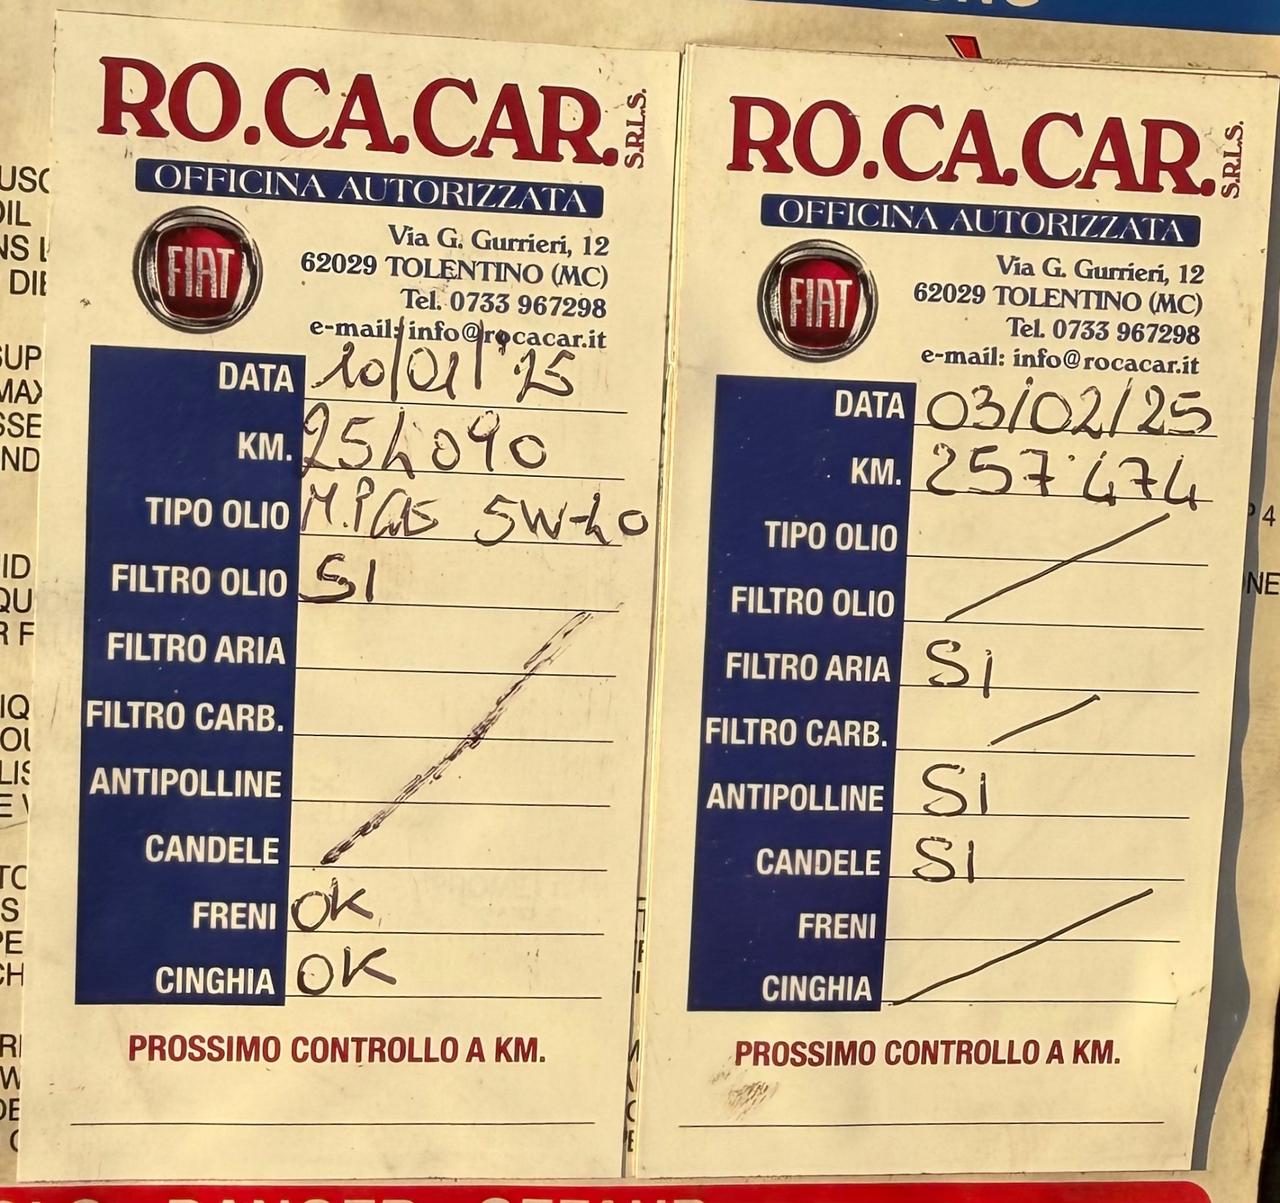 RO.CA.CAR. S.R.L.S.
OFFICINA AUTORIZZATA
FIAT
Via G. Gurrieri, 12
62029 TOLENTINO (MC)
Tel. 0733 967298
e-mail: info@rocacar.it
DATA 10/01/'25
KM. 254090
TIPO OLIO 5W-40
FILTRO OLIO SI
FILTRO ARIA
FILTRO CARB.
ANTIPOLLINE
CANDELE
FRENI OK
CINGHIA OK
PROSSIMO CONTROLLO A KM.
RO.CA.CAR. S.R.L.S.
OFFICINA AUTORIZZATA
FIAT
Via G. Gurrieri, 12
62029 TOLENTINO (MC)
Tel. 0733 967298
e-mail: info@rocacar.it
DATA 03/02/25
KM. 257'474
TIPO OLIO
FILTRO OLIO
FILTRO ARIA Si
FILTRO CARB.
ANTIPOLLINE SI
CANDELE SI
FRENI
CINGHIA
PROSSIMO CONTROLLO A KM.